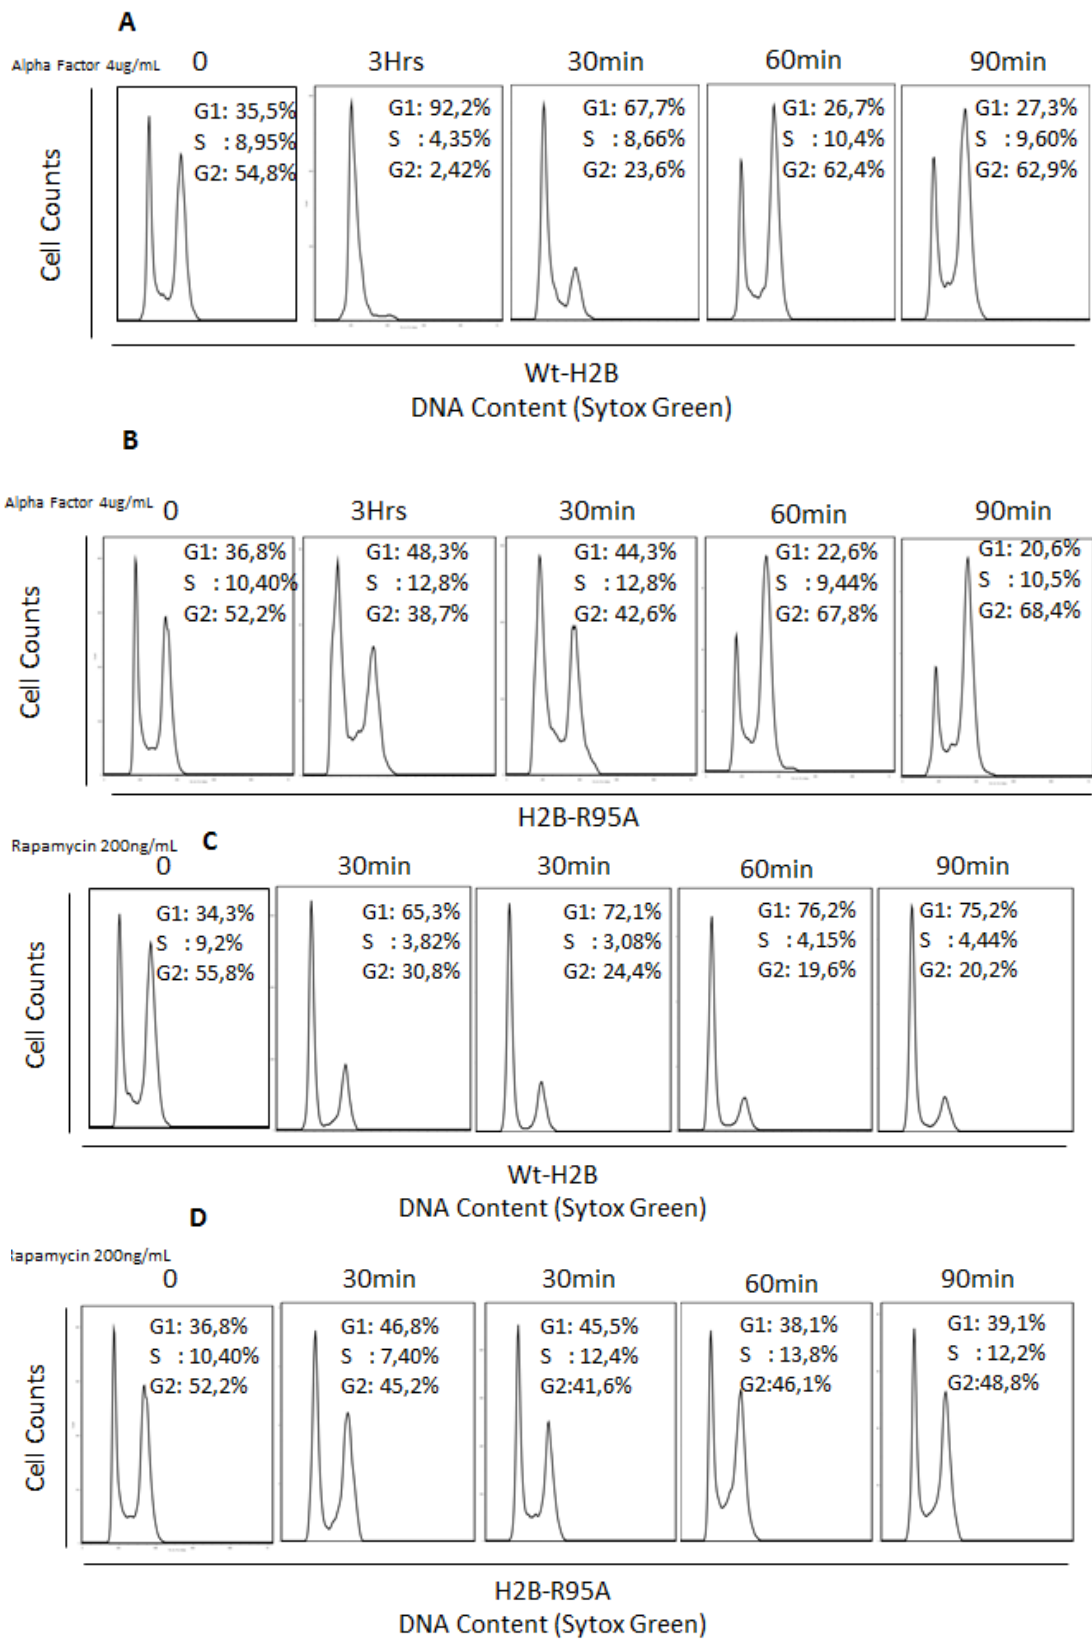 A
Alpha Factor 4ug/mL 0 3Hrs 30min 60min 90min
G1: 35,5%
S : 8,95%
G2: 54,8%
G1: 92,2%
S : 4,35%
G2: 2,42%
G1: 67,7%
S : 8,66%
G2: 23,6%
G1: 26,7%
S : 10,4%
G2: 62,4%
G1: 27,3%
S : 9,60%
G2: 62,9%
Cell Counts
Wt-H2B
DNA Content (Sytox Green)
B
Alpha Factor 4ug/mL 0 3Hrs 30min 60min 90min
G1: 36,8%
S : 10,40%
G2: 52,2%
G1: 48,3%
S : 12,8%
G2: 38,7%
G1: 44,3%
S : 12,8%
G2: 42,6%
G1: 22,6%
S : 9,44%
G2: 67,8%
G1: 20,6%
S : 10,5%
G2: 68,4%
Cell Counts
H2B-R95A
C
Rapamycin 200ng/mL 0 30min 30min 60min 90min
G1: 34,3%
S : 9,2%
G2: 55,8%
G1: 65,3%
S : 3,82%
G2: 30,8%
G1: 72,1%
S : 3,08%
G2: 24,4%
G1: 76,2%
S : 4,15%
G2: 19,6%
G1: 75,2%
S : 4,44%
G2: 20,2%
Cell Counts
Wt-H2B
DNA Content (Sytox Green)
D
Rapamycin 200ng/mL
0 30min 30min 60min 90min
G1: 36,8%
S : 10,40%
G2: 52,2%
G1: 46,8%
S : 7,40%
G2: 45,2%
G1: 45,5%
S : 12,4%
G2:41,6%
G1: 38,1%
S : 13,8%
G2:46,1%
G1: 39,1%
S : 12,2%
G2:48,8%
Cell Counts
H2B-R95A
DNA Content (Sytox Green)